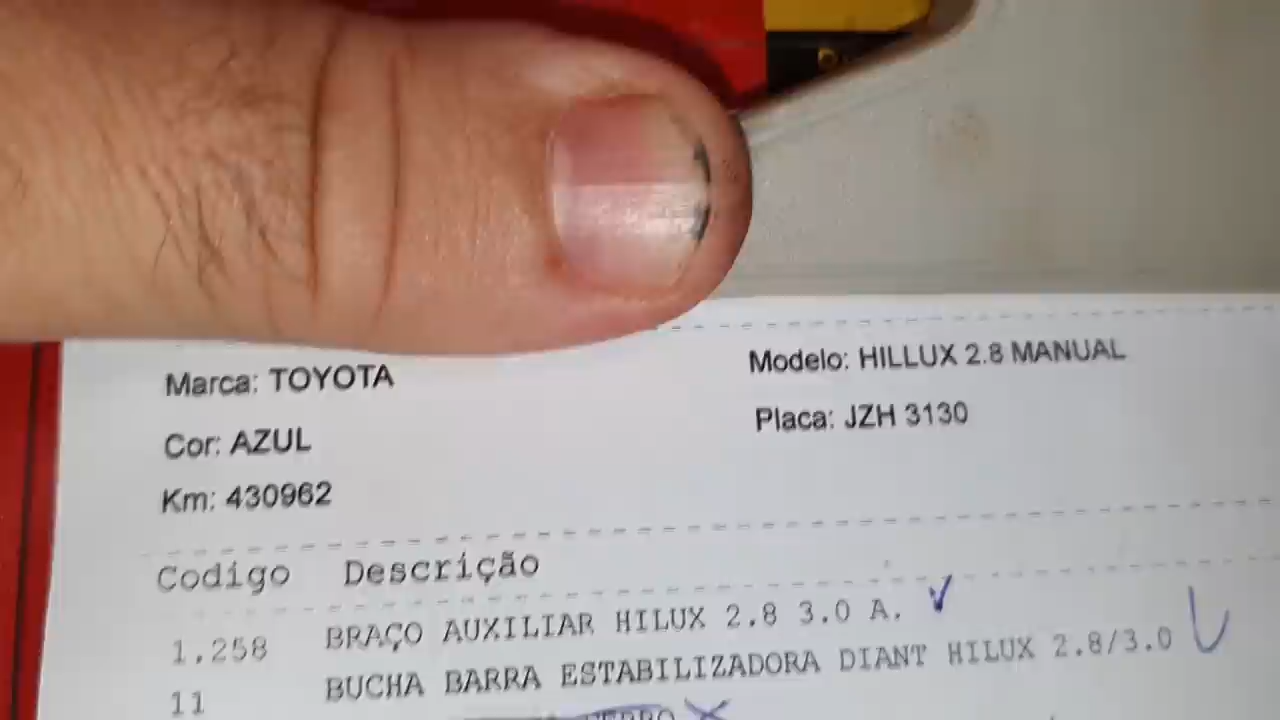 Marca: TOYOTA Modelo: HILLUX 2.8 MANUAL
Cor: AZUL Placa: JZH 3130
Km: 430962
Codigo Descrição
1.258 BRAÇO AUXILIAR HILUX 2.8 3.0 A.
11 BUCHA BARRA ESTABILIZADORA DIANT HILUX 2.8/3.0